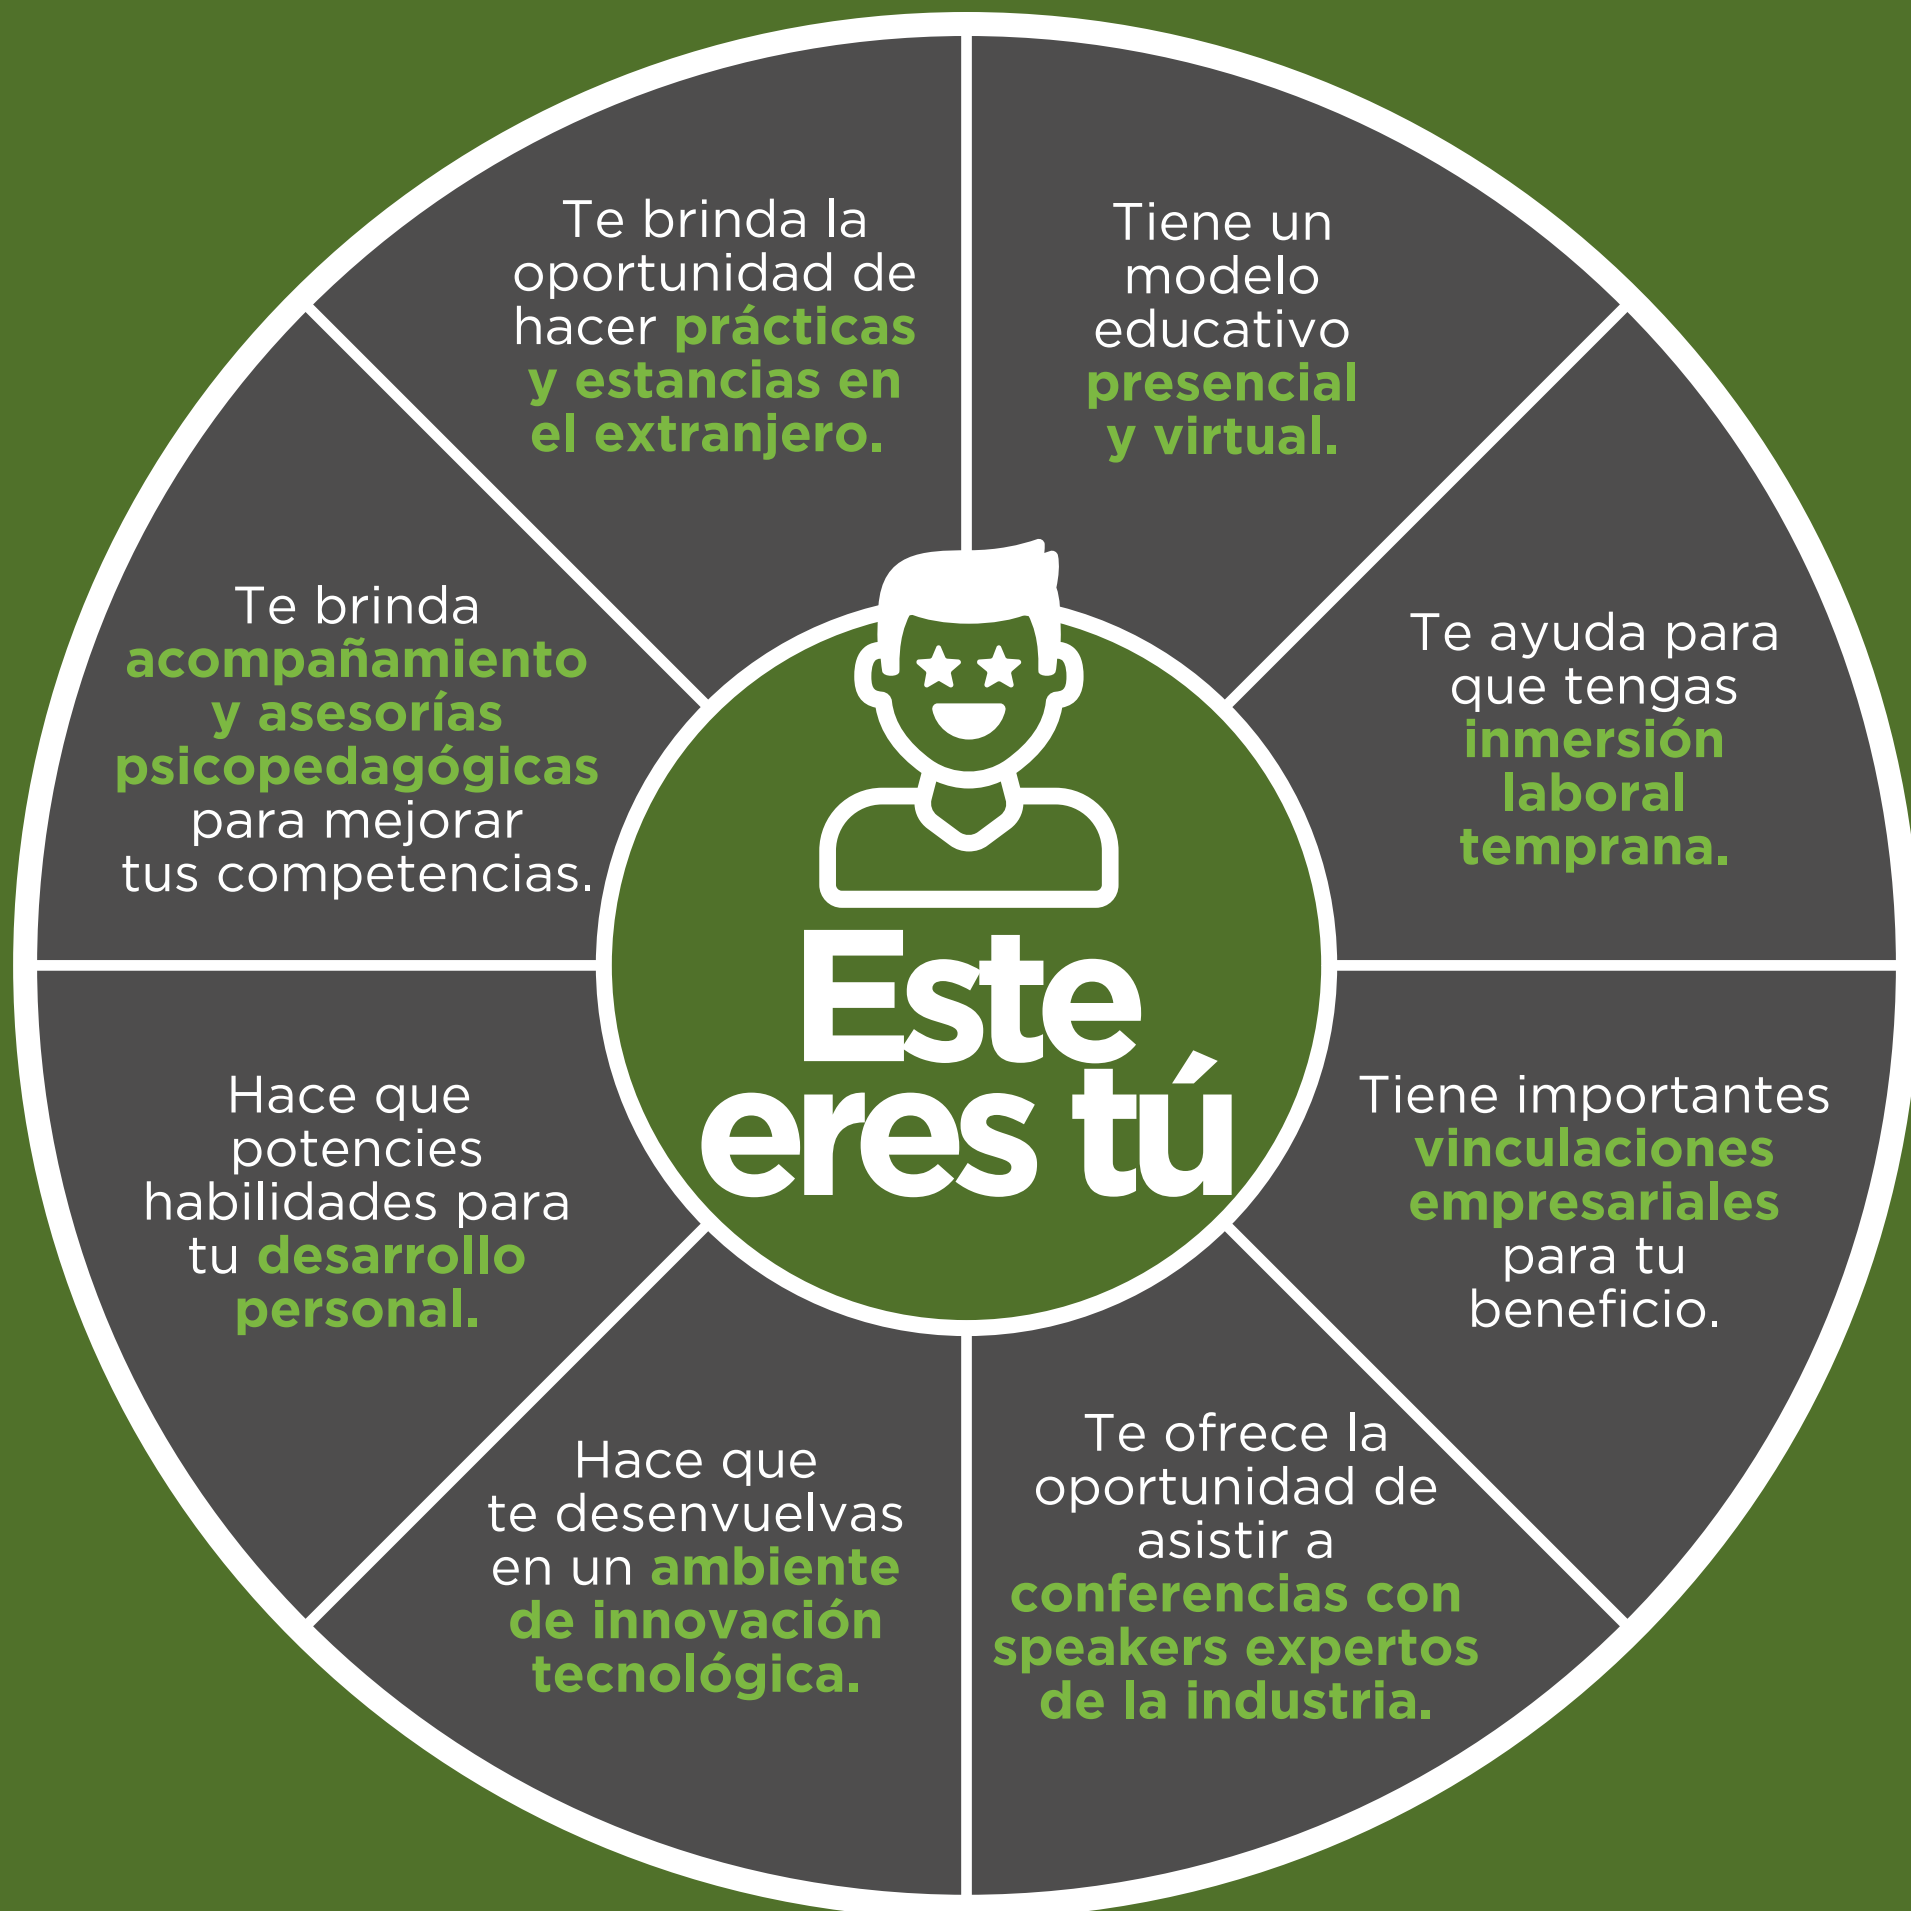 Te brinda la
oportunidad de
hacer prácticas
y estancias en
el extranjero.
Tiene un
modelo
educativo
presencial
y virtual.
Te ayuda para
que tengas
inmersión
laboral
temprana.
Tiene importantes
vinculaciones
empresariales
para tu
beneficio.
Te ofrece la
oportunidad de
asistir a
conferencias con
speakers expertos
de la industria.
Hace que
te desenvuelvas
en un ambiente
de innovación
tecnológica.
Hace que
potencies
habilidades para
tu desarrollo
personal.
Te brinda
acompañamiento
y asesorías
psicopedagógicas
para mejorar
tus competencias.
Este
eres tú